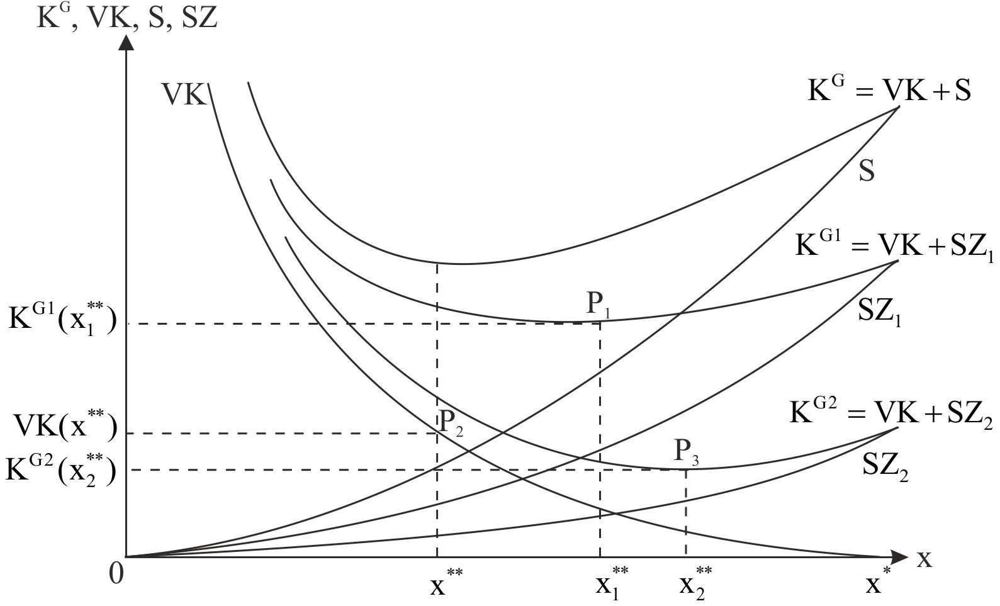 K^G, VK, S, SZ
VK
K^G = VK + S
S
K^G1 = VK + SZ_1
P_1
SZ_1
K^G1(x_1^**)
K^G2 = VK + SZ_2
VK(x^**)
P_2
P_3
SZ_2
K^G2(x_2^**)
x
0
x^**
x_1^**
x_2^**
x^*